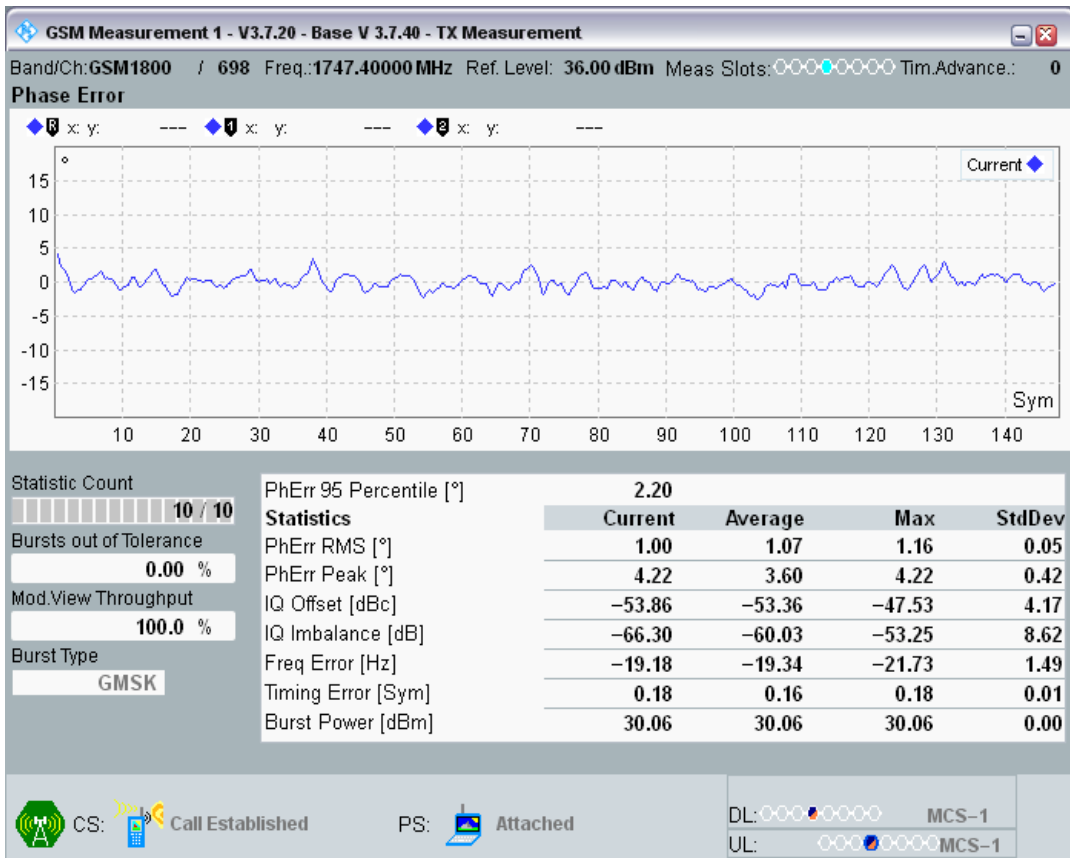 GSM Measurement 1 - V3.7.20 - Base V 3.7.40 - TX Measurement
Band/Ch:GSM1800 / 698 Freq.:1747.40000 MHz Ref. Level: 36.00 dBm Meas Slots: Tim.Advance.: 0
Phase Error
R x: y: --- 1 x: y: --- 2 x: y: ---
° Current
15
10
5
0
-5
-10
-15
Sym
10 20 30 40 50 60 70 80 90 100 110 120 130 140
Statistic Count
10 / 10
Bursts out of Tolerance
0.00 %
Mod.View Throughput
100.0 %
Burst Type
GMSK
PhErr 95 Percentile [°] 2.20
Statistics Current Average Max StdDev
PhErr RMS [°] 1.00 1.07 1.16 0.05
PhErr Peak [°] 4.22 3.60 4.22 0.42
IQ Offset [dBc] −53.86 −53.36 −47.53 4.17
IQ Imbalance [dB] −66.30 −60.03 −53.25 8.62
Freq Error [Hz] −19.18 −19.34 −21.73 1.49
Timing Error [Sym] 0.18 0.16 0.18 0.01
Burst Power [dBm] 30.06 30.06 30.06 0.00
CS: Call Established PS: Attached
DL: MCS−1
UL: MCS−1